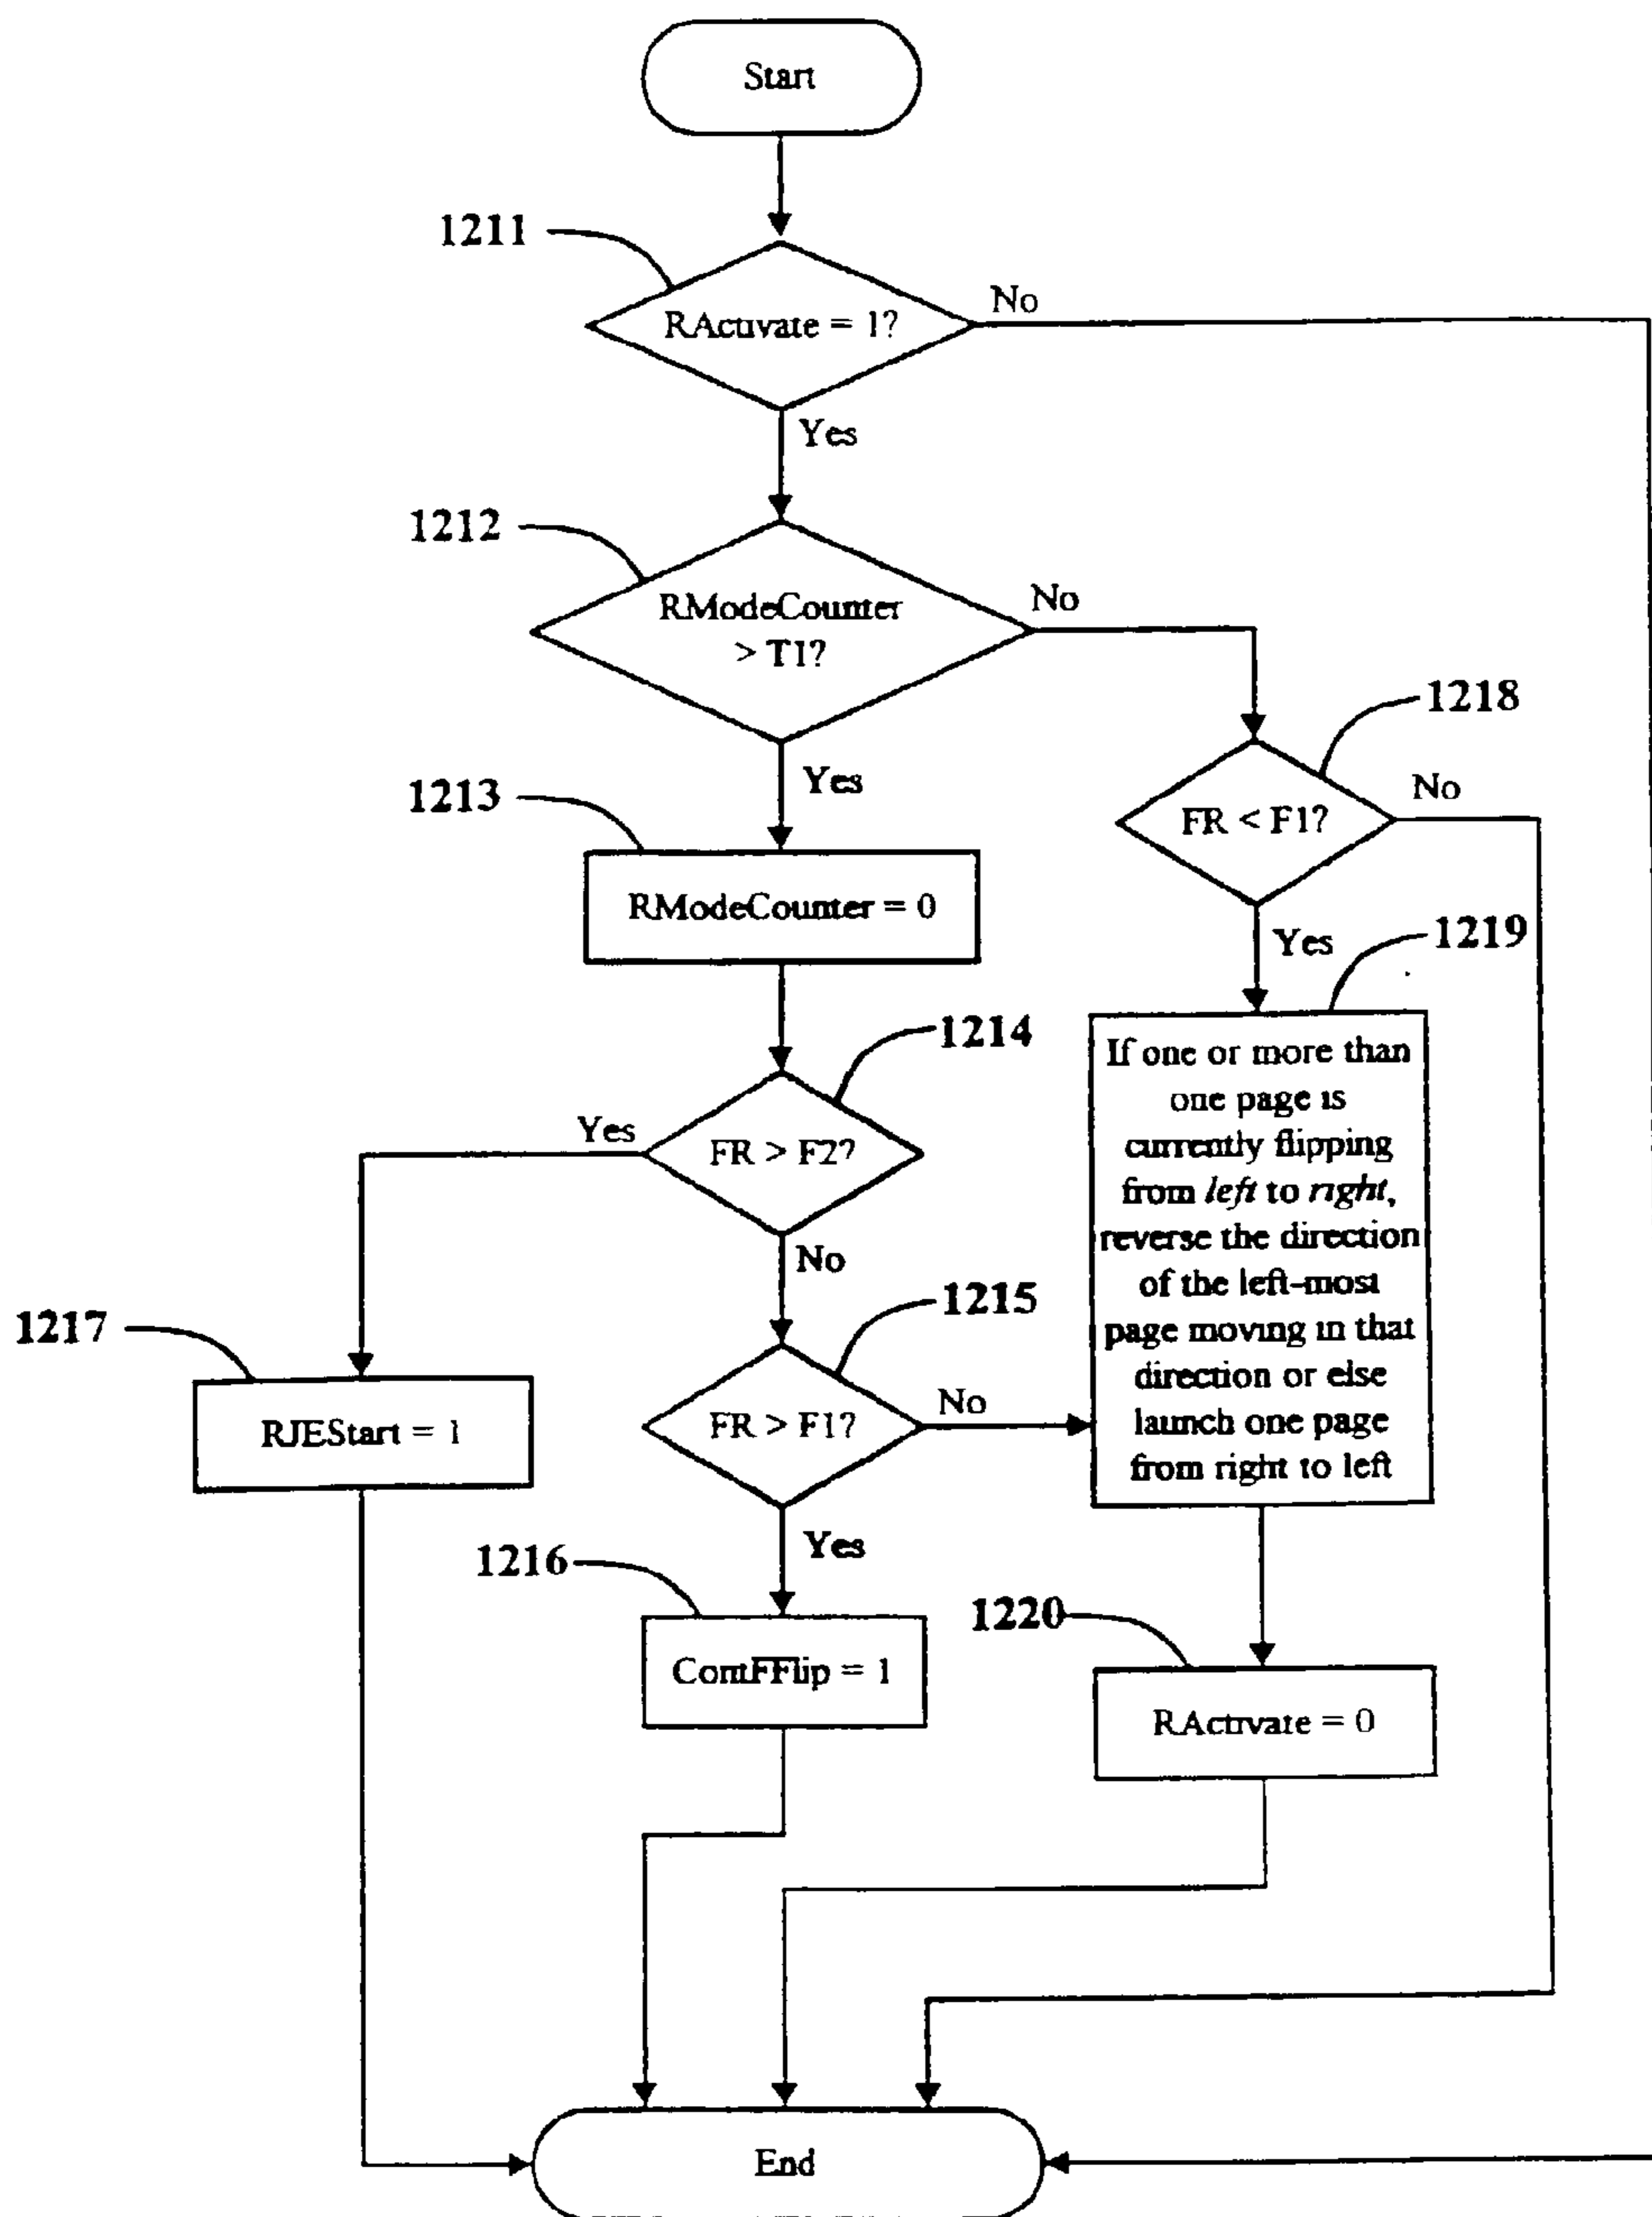 Start
1211
RActivate = 1?
No
Yes
1212
RModeCounter
> T1?
No
Yes
1218
FR < F1?
No
Yes
1213
RModeCounter = 0
1219
If one or more than
one page is
currently flipping
from left to right,
reverse the direction
of the left-most
page moving in that
direction or else
launch one page
from right to left
1214
FR > F2?
Yes
No
1217
RJEStart = 1
1215
FR > F1?
No
Yes
1216
ContFFlip = 1
1220
RActivate = 0
End